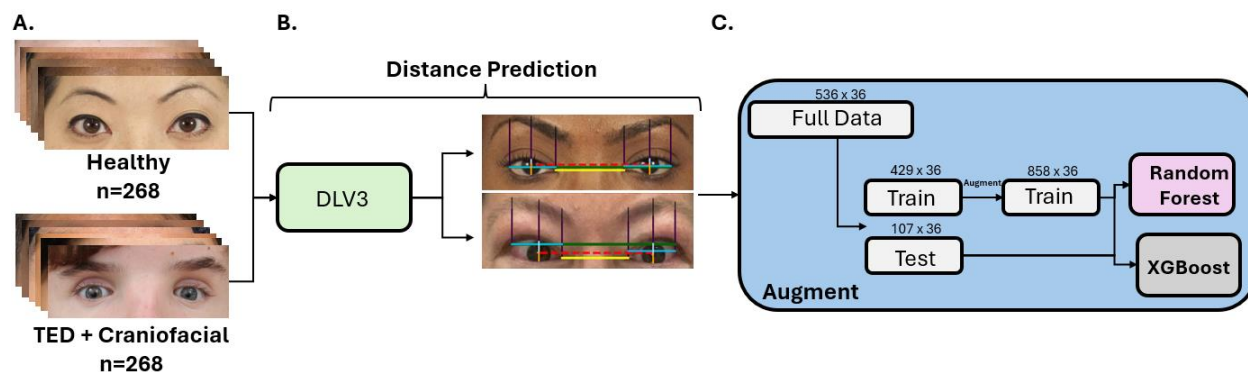 A.
B.
C.
Healthy
n=268
TED + Craniofacial
n=268
Distance Prediction
DLV3
536 x 36
Full Data
429 x 36
Train
Augment
858 x 36
Train
107 x 36
Test
Random
Forest
XGBoost
Augment